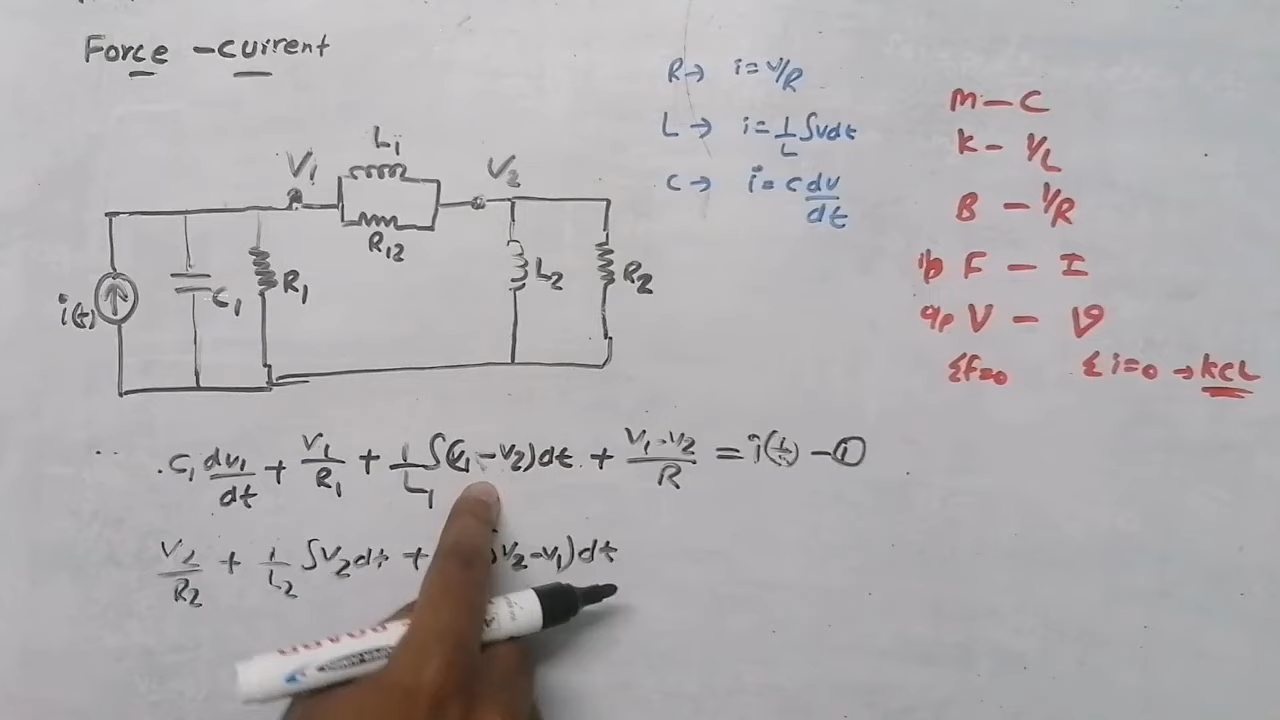 Force - current
R → i = v/R
L → i = 1/L ∫vdt
C → i = c dv/dt
M - C
K - 1/L
B - 1/R
i/p F - I
o/p V - V
Σf=0 Σi=0 → KCL
V1 L1 V2
R12
i(t) C1 R1 L2 R2
C1 dv1/dt + V1/R1 + 1/L1 ∫(v1 - v2)dt + V1 - V2/R = i(t) - ①
V2/R2 + 1/L2 ∫V2 dt + v2 - v1)dt